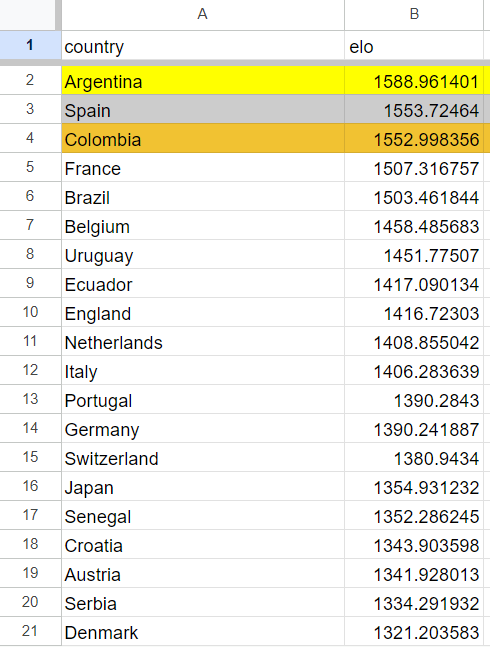 A B
1 country elo
2 Argentina 1588.961401
3 Spain 1553.72464
4 Colombia 1552.998356
5 France 1507.316757
6 Brazil 1503.461844
7 Belgium 1458.485683
8 Uruguay 1451.77507
9 Ecuador 1417.090134
10 England 1416.72303
11 Netherlands 1408.855042
12 Italy 1406.283639
13 Portugal 1390.2843
14 Germany 1390.241887
15 Switzerland 1380.9434
16 Japan 1354.931232
17 Senegal 1352.286245
18 Croatia 1343.903598
19 Austria 1341.928013
20 Serbia 1334.291932
21 Denmark 1321.203583